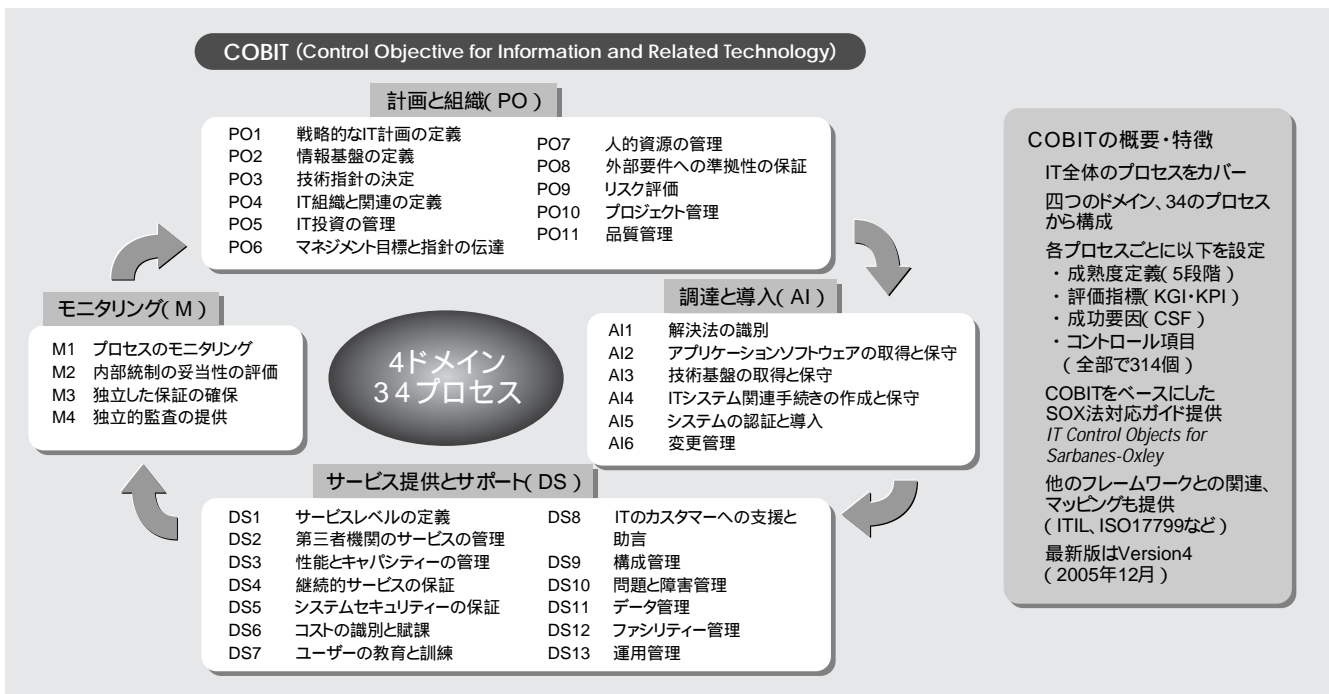 COBIT (Control Objective for Information and Related Technology)
計画と組織( PO )
PO1 戦略的なIT計画の定義
PO2 情報基盤の定義
PO3 技術指針の決定
PO4 IT組織と関連の定義
PO5 IT投資の管理
PO6 マネジメント目標と指針の伝達
PO7 人的資源の管理
PO8 外部要件への準拠性の保証
PO9 リスク評価
PO10 プロジェクト管理
PO11 品質管理
モニタリング( M )
M1 プロセスのモニタリング
M2 内部統制の妥当性の評価
M3 独立した保証の確保
M4 独立的監査の提供
4ドメイン
34プロセス
調達と導入( AI )
AI1 解決法の識別
AI2 アプリケーションソフトウェアの取得と保守
AI3 技術基盤の取得と保守
AI4 ITシステム関連手続きの作成と保守
AI5 システムの認証と導入
AI6 変更管理
サービス提供とサポート( DS )
DS1 サービスレベルの定義
DS2 第三者機関のサービスの管理
DS3 性能とキャパシティーの管理
DS4 継続的サービスの保証
DS5 システムセキュリティーの保証
DS6 コストの識別と賦課
DS7 ユーザーの教育と訓練
DS8 ITのカスタマーへの支援と
助言
DS9 構成管理
DS10 問題と障害管理
DS11 データ管理
DS12 ファシリティー管理
DS13 運用管理
COBITの概要・特徴
IT全体のプロセスをカバー
四つのドメイン、34のプロセス
から構成
各プロセスごとに以下を設定
・成熟度定義( 5段階 )
・評価指標( KGI・KPI )
・成功要因( CSF )
・コントロール項目
( 全部で314個 )
COBITをベースにした
SOX法対応ガイド提供
IT Control Objects for
Sarbanes-Oxley
他のフレームワークとの関連、
マッピングも提供
( ITIL、ISO17799など )
最新版はVersion4
( 2005年12月 )